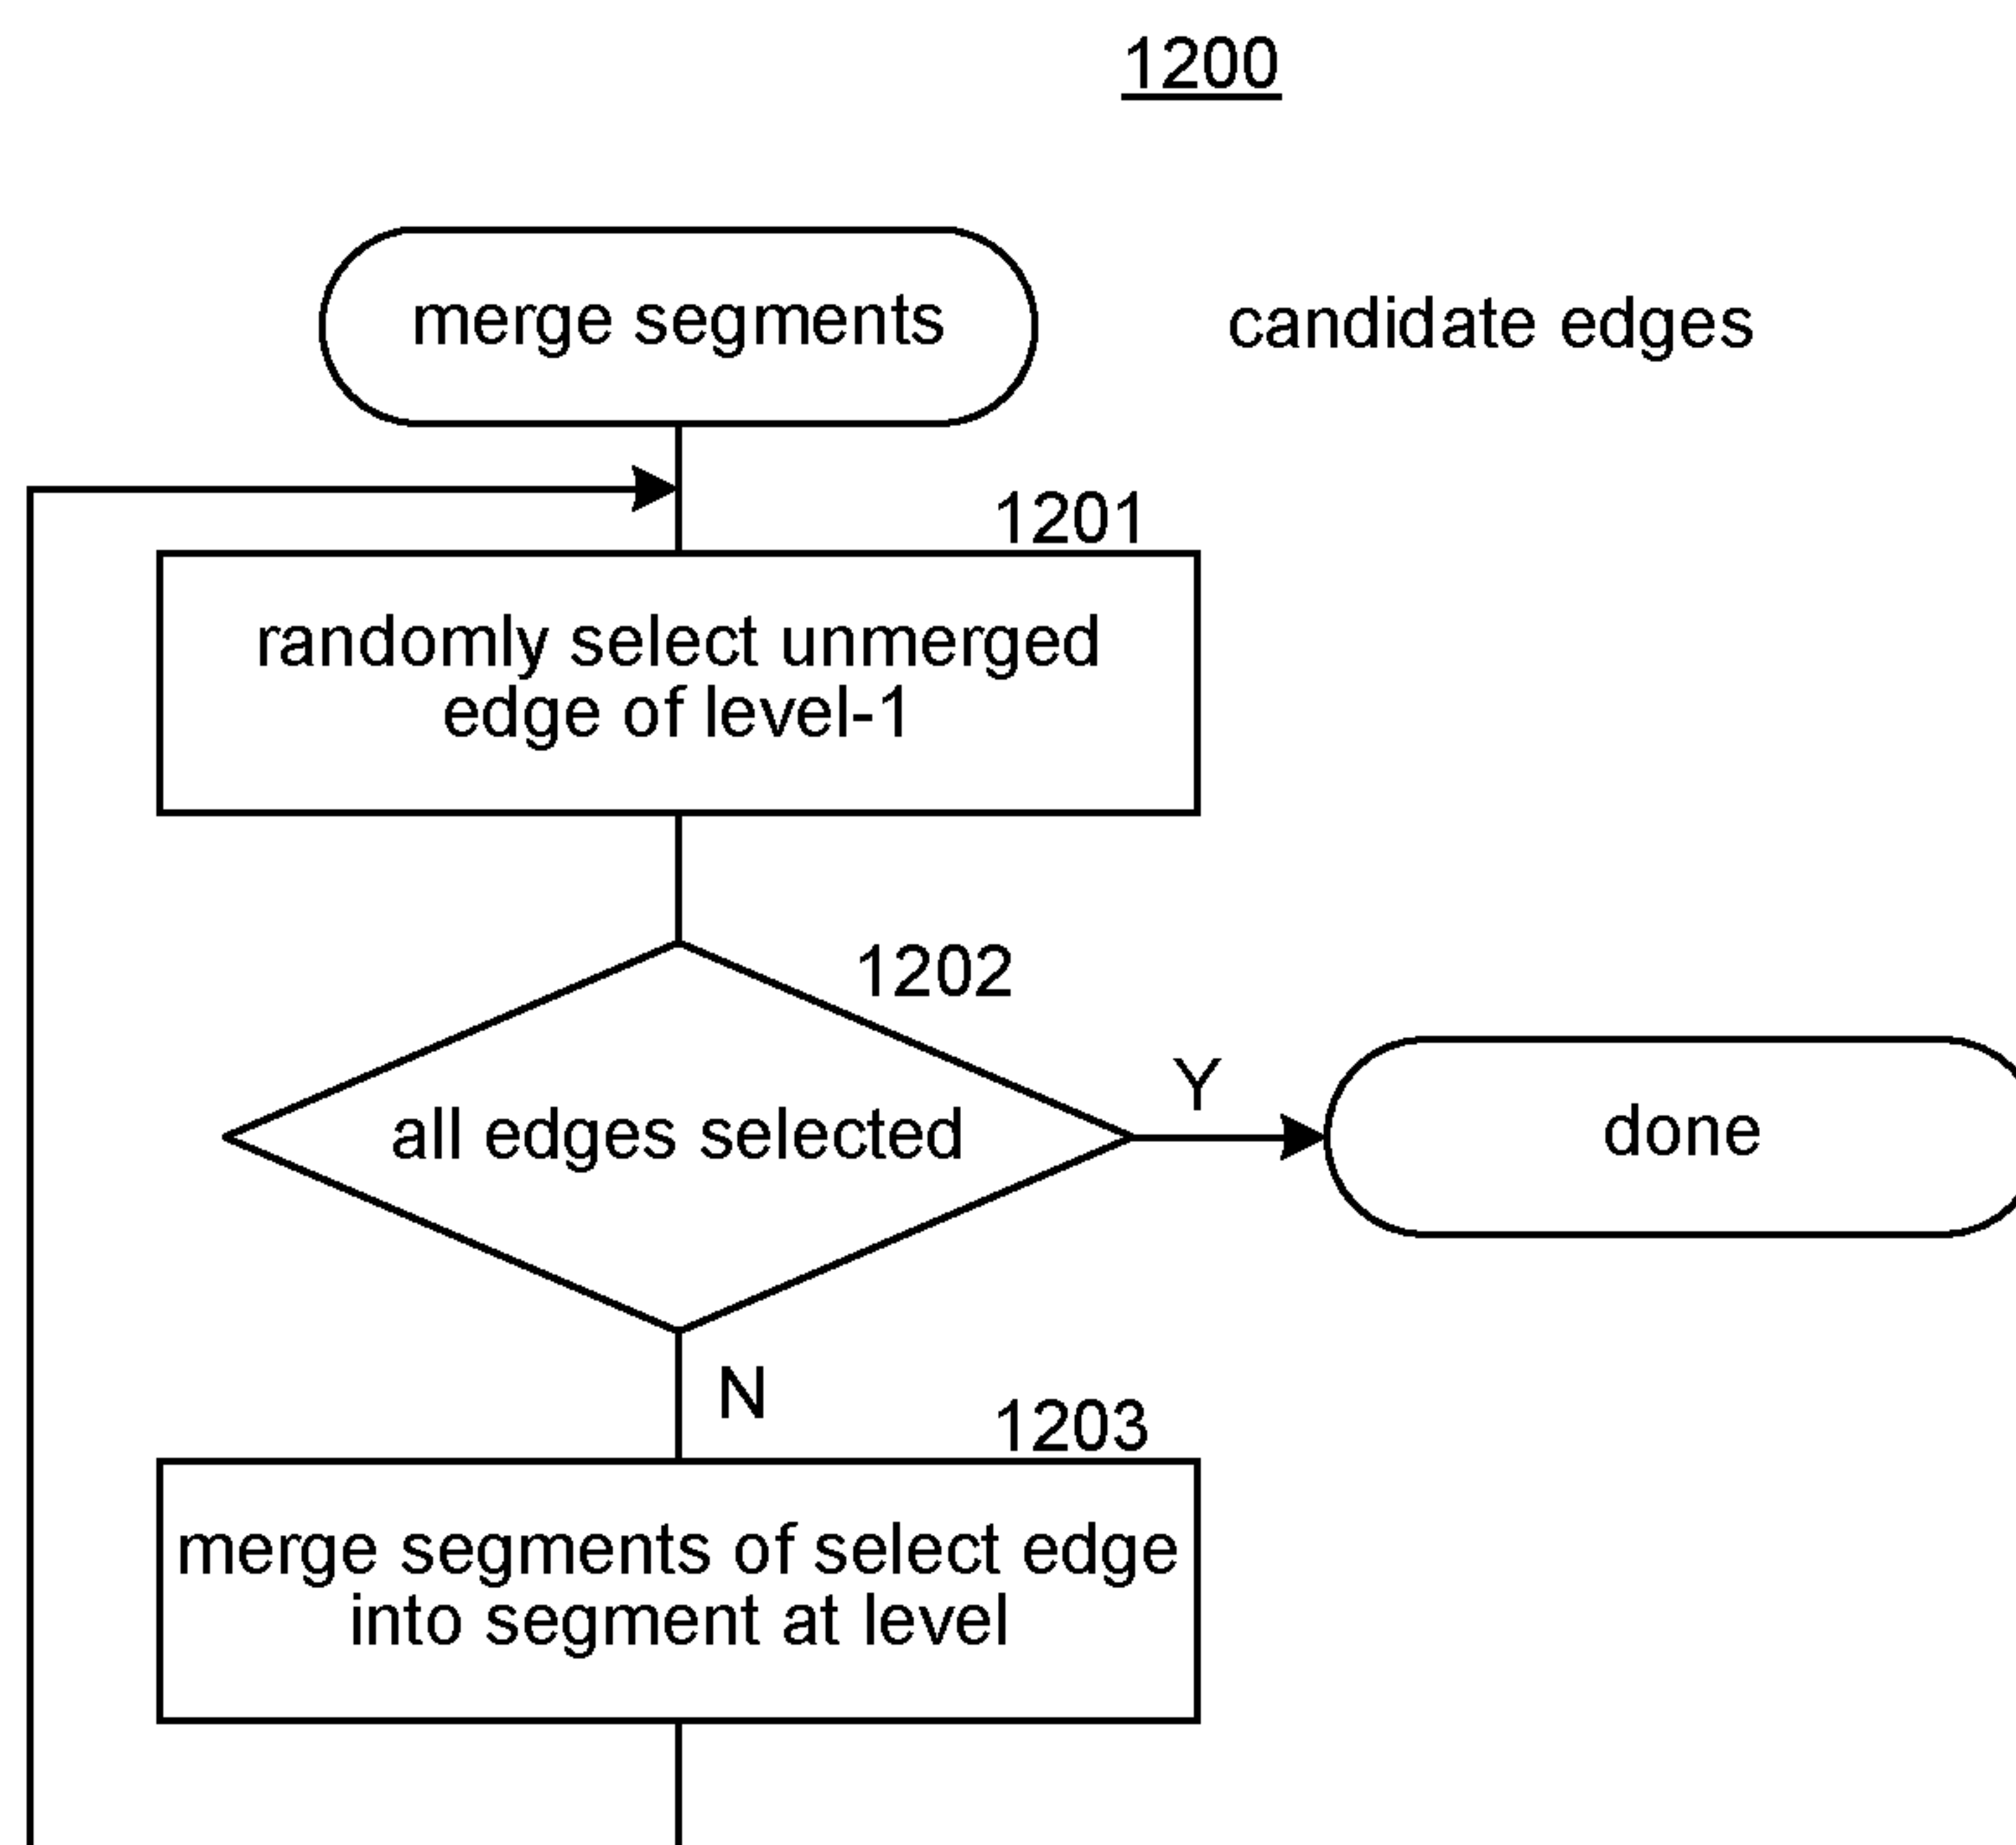 1200
merge segments
candidate edges
1201
randomly select unmerged
edge of level-1
1202
all edges selected
Y
done
N
1203
merge segments of select edge
into segment at level